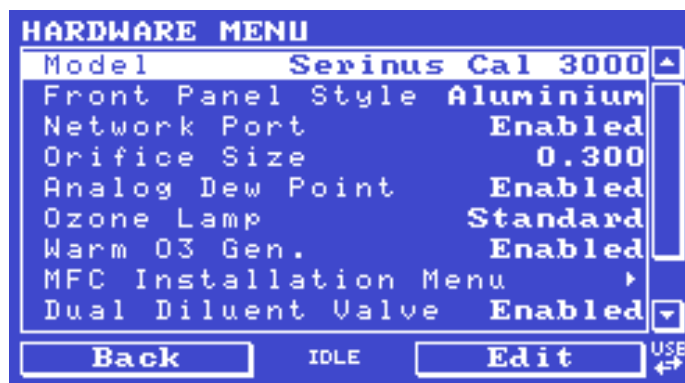 HARDWARE MENU
Model Serinus Cal 3000
Front Panel Style Aluminium
Network Port Enabled
Orifice Size 0.300
Analog Dew Point Enabled
Ozone Lamp Standard
Warm O3 Gen. Enabled
MFC Installation Menu
Dual Diluent Valve Enabled
Back IDLE Edit USB